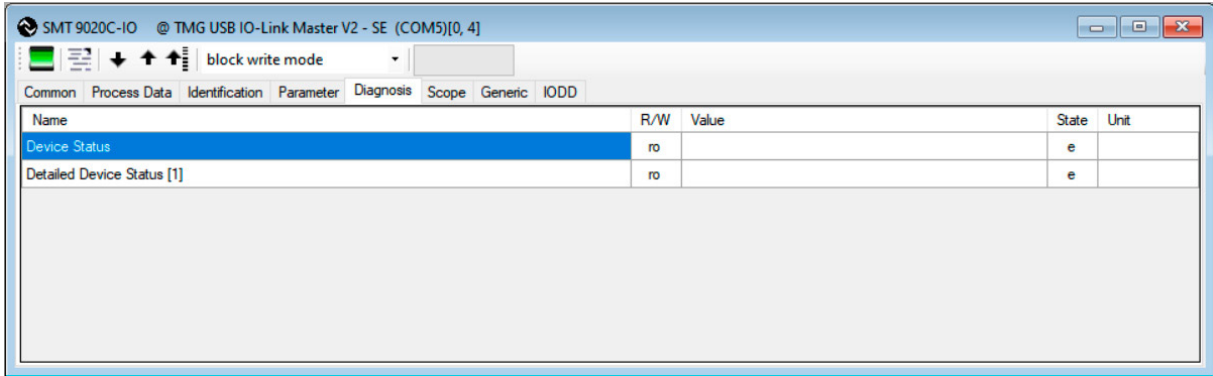 SMT 9020C-IO @ TMG USB IO-Link Master V2 - SE (COM5)[0, 4]
block write mode
Common Process Data Identification Parameter Diagnosis Scope Generic IODD
Name R/W Value State Unit
Device Status ro e
Detailed Device Status [1] ro e